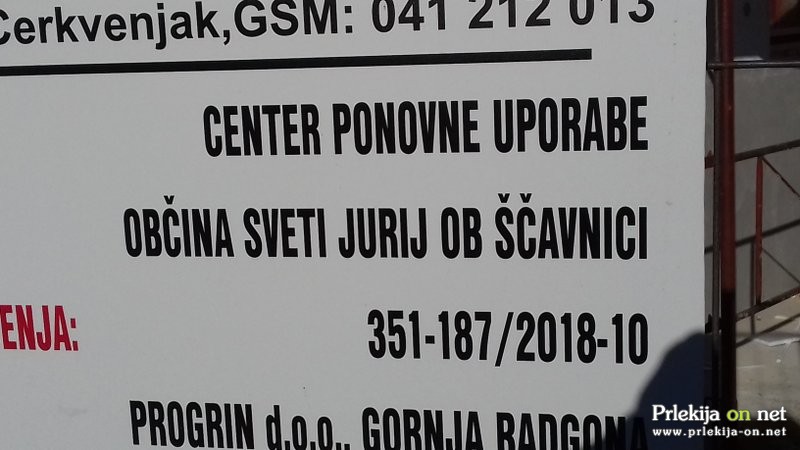 Cerkvenjak,GSM: 041 212 013
CENTER PONOVNE UPORABE
OBČINA SVETI JURIJ OB ŠČAVNICI
ENJA: 351-187/2018-10
PROGRIN d.o.o., GORNJA RADGONA
Prlekija on net
www.prlekija-on.net